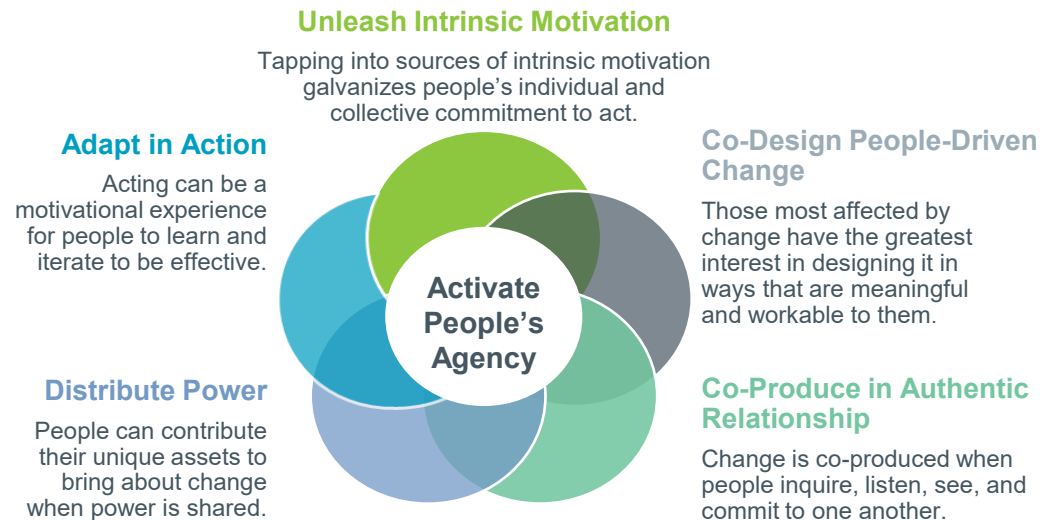 Unleash Intrinsic Motivation
Tapping into sources of intrinsic motivation
galvanizes people’s individual and
collective commitment to act.
Adapt in Action
Acting can be a
motivational experience
for people to learn and
iterate to be effective.
Co-Design People-Driven
Change
Those most affected by
change have the greatest
interest in designing it in
ways that are meaningful
and workable to them.
Activate
People’s
Agency
Distribute Power
People can contribute
their unique assets to
bring about change
when power is shared.
Co-Produce in Authentic
Relationship
Change is co-produced when
people inquire, listen, see, and
commit to one another.